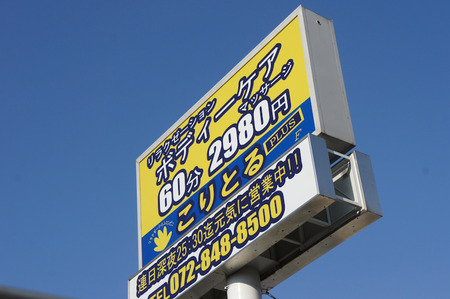 リラクゼーション
ボディーケア
マッサージ
60分 2980円
こりとる PLUS F
連日深夜25:30迄元気に営業中!!
TEL 072-848-8500